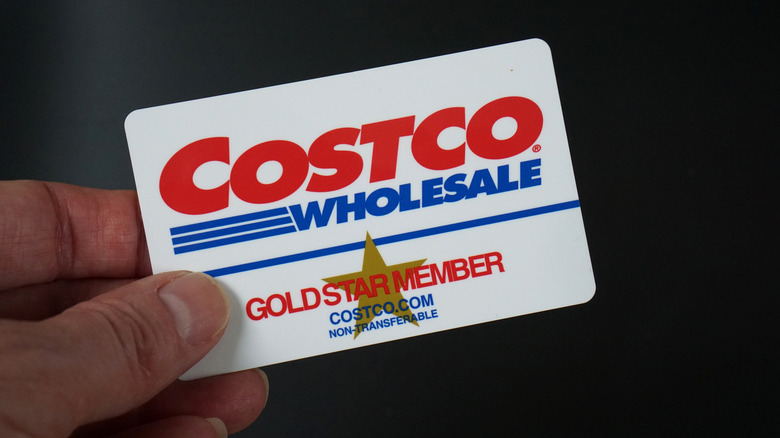 COSTCO®
WHOLESALE
GOLD STAR MEMBER
COSTCO.COM
NON-TRANSFERABLE